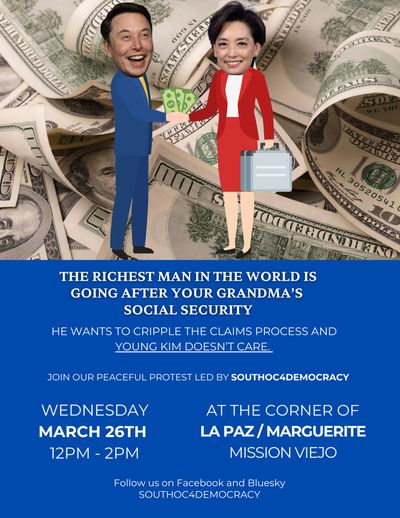 THE RICHEST MAN IN THE WORLD IS
GOING AFTER YOUR GRANDMA'S
SOCIAL SECURITY
HE WANTS TO CRIPPLE THE CLAIMS PROCESS AND
YOUNG KIM DOESN'T CARE.
JOIN OUR PEACEFUL PROTEST LED BY SOUTHOC4DEMOCRACY
WEDNESDAY
MARCH 26TH
12PM - 2PM
AT THE CORNER OF
LA PAZ / MARGUERITE
MISSION VIEJO
Follow us on Facebook and Bluesky
SOUTHOC4DEMOCRACY